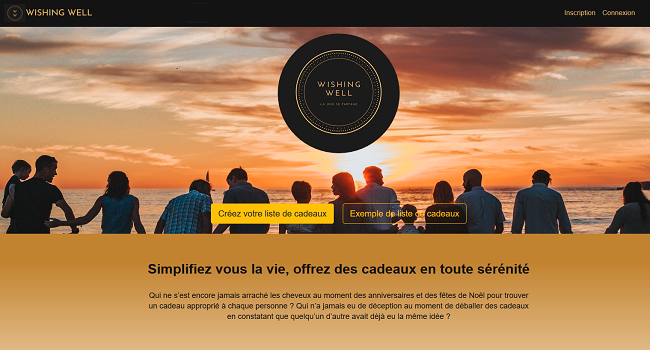 WISHING WELL
Inscription Connexion
WISHING
WELL
LA JOIE SE PARTAGE
Créez votre liste de cadeaux
Exemple de liste de cadeaux
Simplifiez vous la vie, offrez des cadeaux en toute sérénité
Qui ne s'est encore jamais arraché les cheveux au moment des anniversaires et des fêtes de Noël pour trouver
un cadeau approprié à chaque personne ? Qui n'a jamais eu de déception au moment de déballer des cadeaux
en constatant que quelqu'un d'autre avait déjà eu la même idée ?